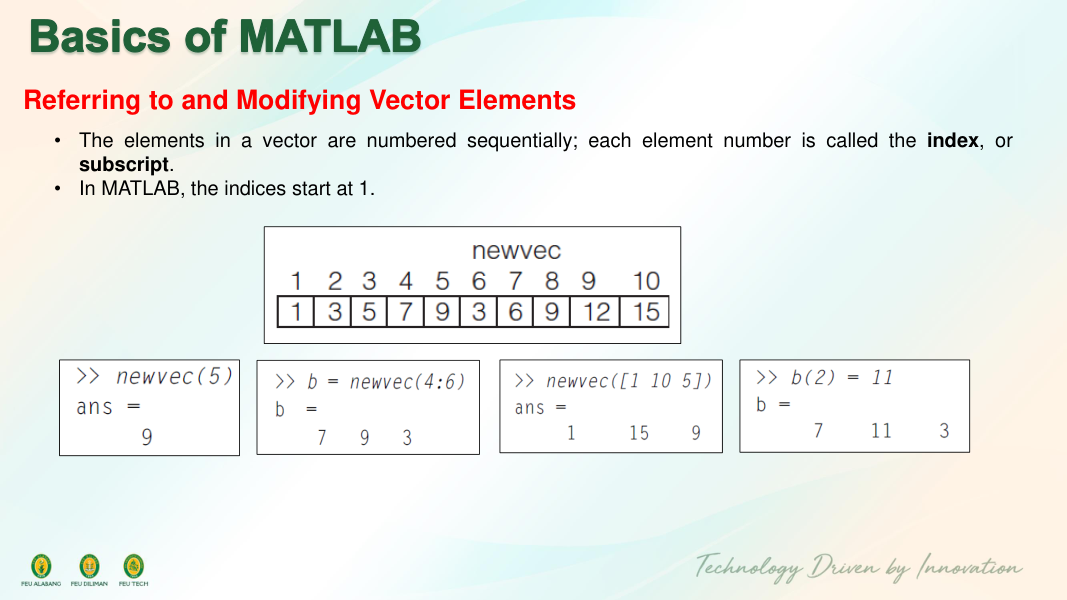 Basics of MATLAB
Referring to and Modifying Vector Elements
• The elements in a vector are numbered sequentially; each element number is called the index, or
subscript.
• In MATLAB, the indices start at 1.
newvec
1 2 3 4 5 6 7 8 9 10
1 3 5 7 9 3 6 9 12 15
>> newvec(5)
ans =
9
>> b = newvec(4:6)
b =
7 9 3
>> newvec([1 10 5])
ans =
1 15 9
>> b(2) = 11
b =
7 11 3
FEU ALABANG FEU DILIMAN FEU TECH
Technology Driven by Innovation